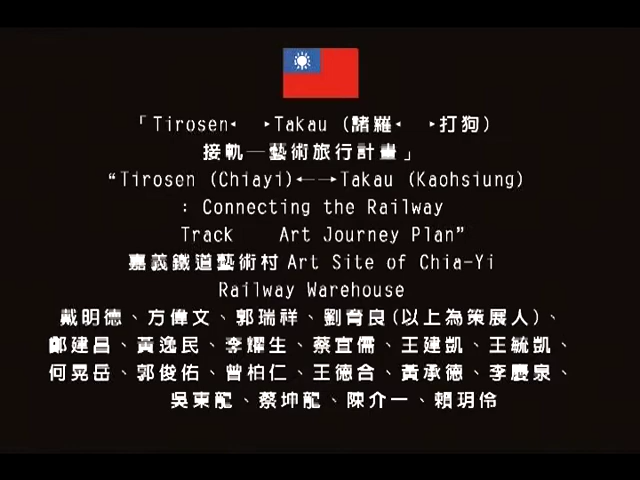 「Tirosen← →Takau (諸羅← →打狗)
接軌─藝術旅行計畫」
“Tirosen (Chiayi)←─→Takau (Kaohsiung)
: Connecting the Railway
Track Art Journey Plan”
嘉義鐵道藝術村 Art Site of Chia-Yi
Railway Warehouse
戴明德、方偉文、郭瑞祥、劉育良(以上為策展人)、
鄭建昌、黃逸民、李耀生、蔡宜儒、王建凱、王毓凱、
何晃岳、郭俊佑、曾柏仁、王德合、黃承德、李慶泉、
吳東龍、蔡坤龍、陳介一、賴玥伶